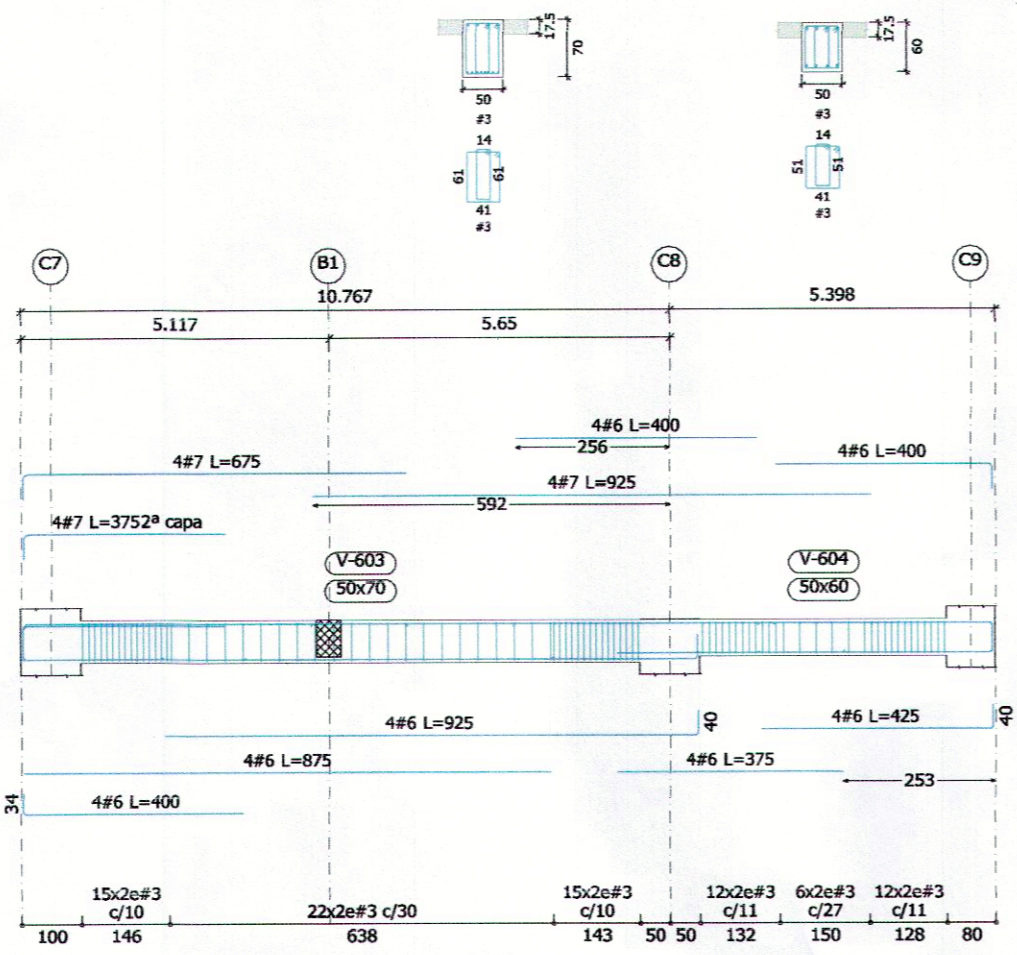 17.5
70
50
#3
14
61
61
41
#3
17.5
60
50
#3
14
51
51
41
#3
C7
B1
C8
C9
10.767
5.398
5.117
5.65
4#6 L=400
256
4#7 L=675
4#6 L=400
4#7 L=925
592
4#7 L=3752ª capa
V-603
50x70
V-604
50x60
4#6 L=925
40
4#6 L=425
40
4#6 L=875
4#6 L=375
253
34
4#6 L=400
15x2e#3
c/10
22x2e#3 c/30
15x2e#3
c/10
12x2e#3
c/11
6x2e#3
c/27
12x2e#3
c/11
100
146
638
143
50
50
132
150
128
80